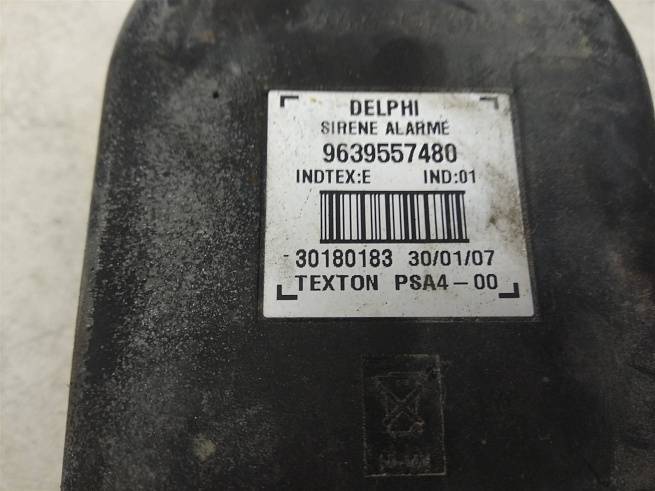 DELPHI
SIRENE ALARME
9639557480
INDTEX:E IND:01
30180183 30/01/07
TEXTON PSA4-00